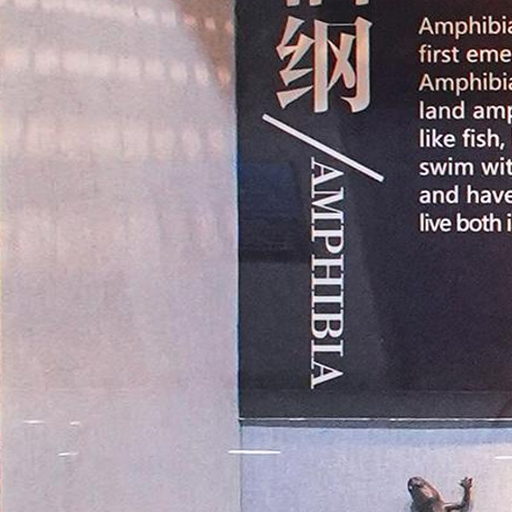 纲
AMPHIBIA
Amphibia
first eme
Amphibia
land amp
like fish,
swim wit
and have
live both i